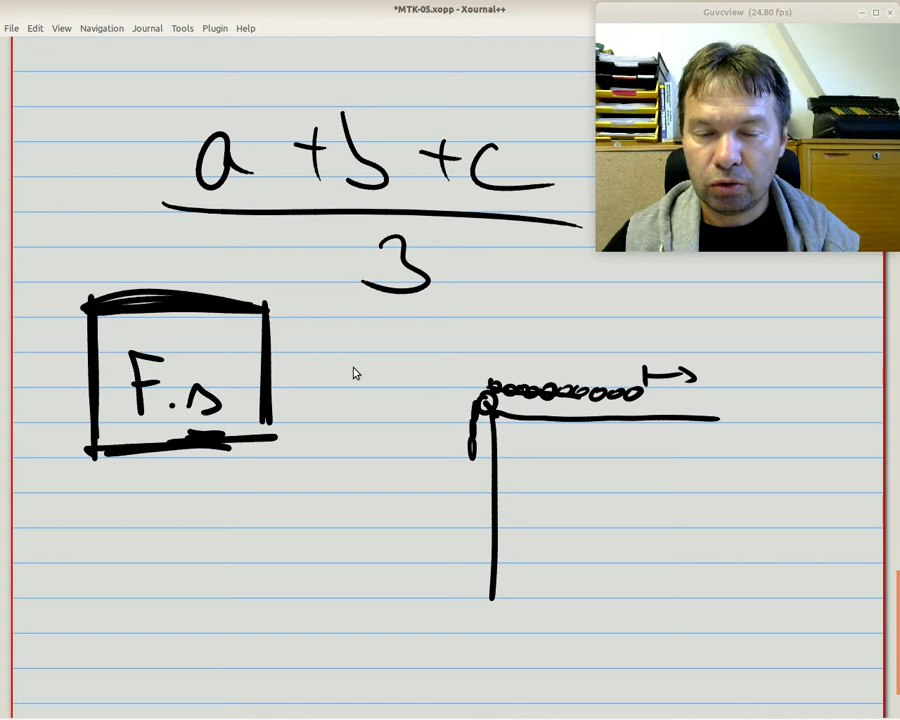 *MTK-05.xopp - Xournal++
Guvcview (24.80 fps)
File Edit View Navigation Journal Tools Plugin Help
a + b + c
3
F.s